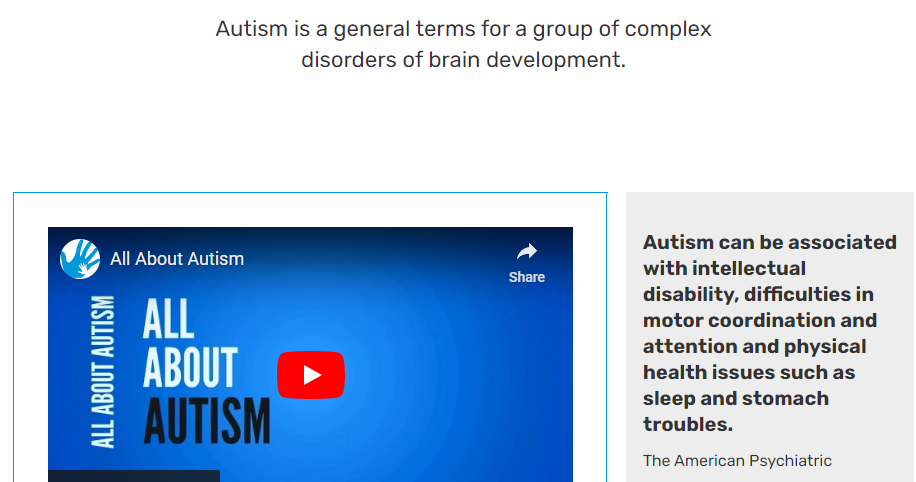 Autism is a general terms for a group of complex
disorders of brain development.
All About Autism
Share
ALL ABOUT AUTISM
ALL
ABOUT
AUTISM
Autism can be associated
with intellectual
disability, difficulties in
motor coordination and
attention and physical
health issues such as
sleep and stomach
troubles.
The American Psychiatric